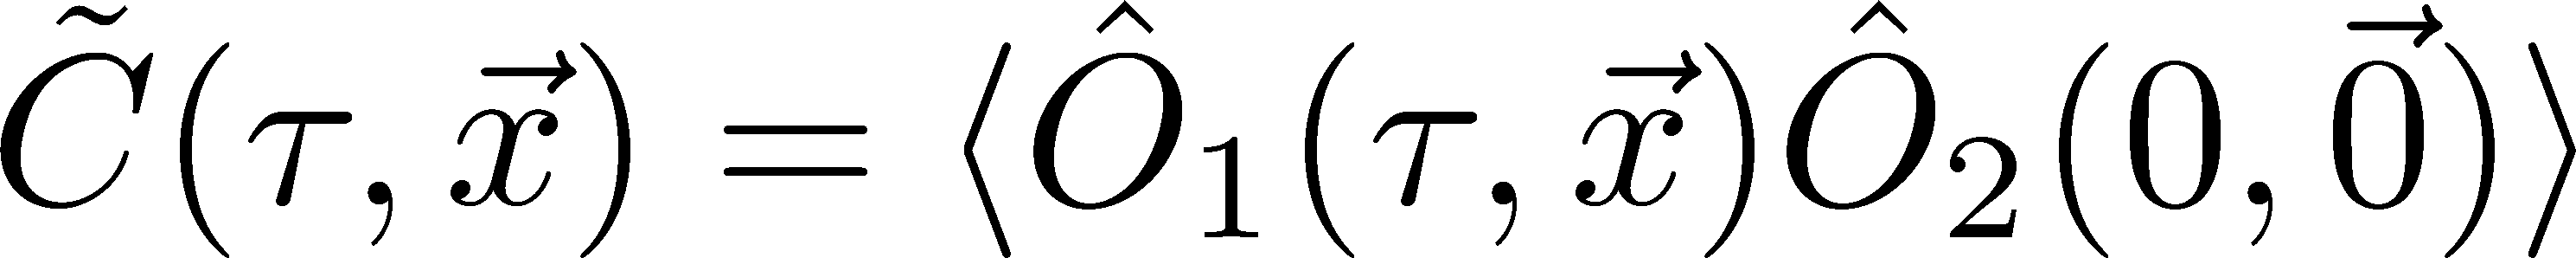 C̃(τ, x⃗) = ⟨Ô₁(τ, x⃗)Ô₂(0, 0⃗)⟩